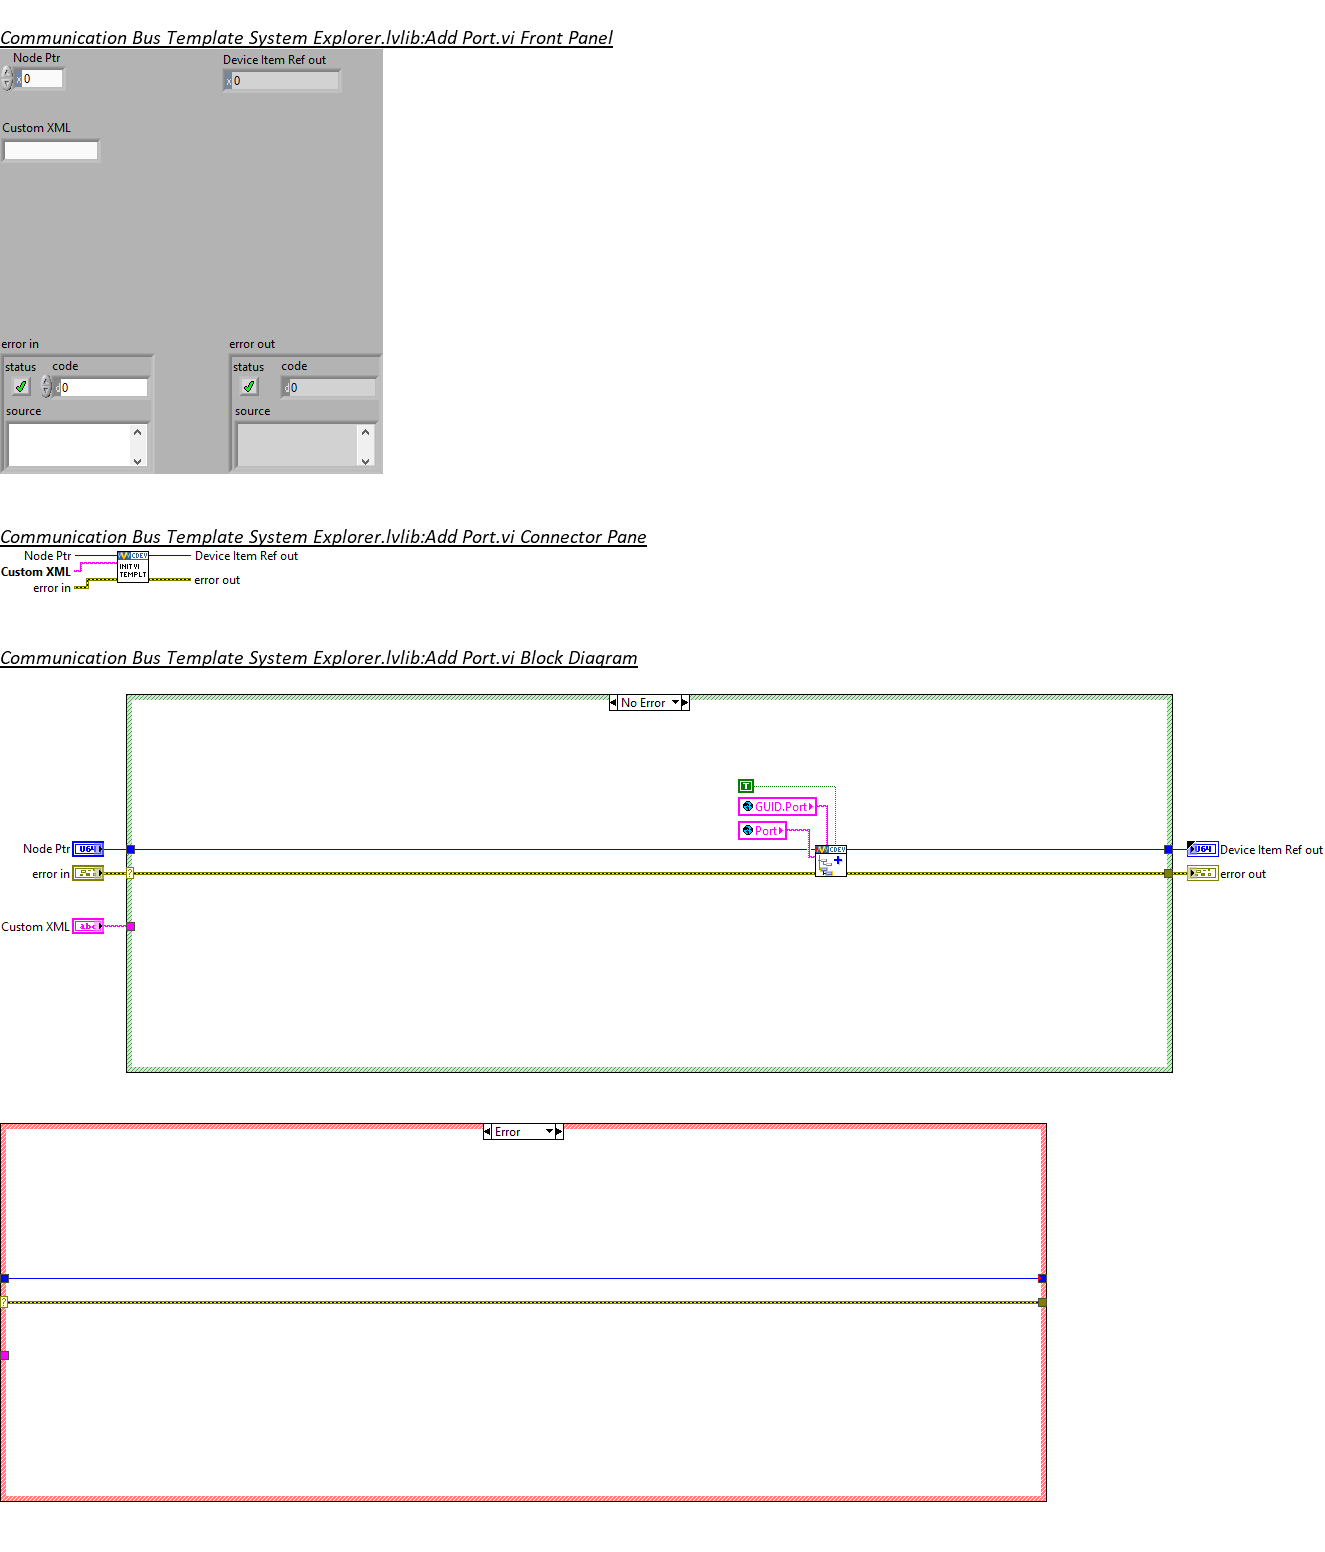 Communication Bus Template System Explorer.lvlib:Add Port.vi Front Panel
Node Ptr
Device Item Ref out
x 0
x 0
Custom XML
error in
error out
status code
status code
d 0
d 0
source
source
Communication Bus Template System Explorer.lvlib:Add Port.vi Connector Pane
Node Ptr
CDEV
Device Item Ref out
Custom XML
INIT VI
TEMPLT
error in
error out
Communication Bus Template System Explorer.lvlib:Add Port.vi Block Diagram
No Error
T
GUID.Port
Port
Node Ptr
U64
CDEV
U64
Device Item Ref out
error in
?
error out
Custom XML
abc
Error
?